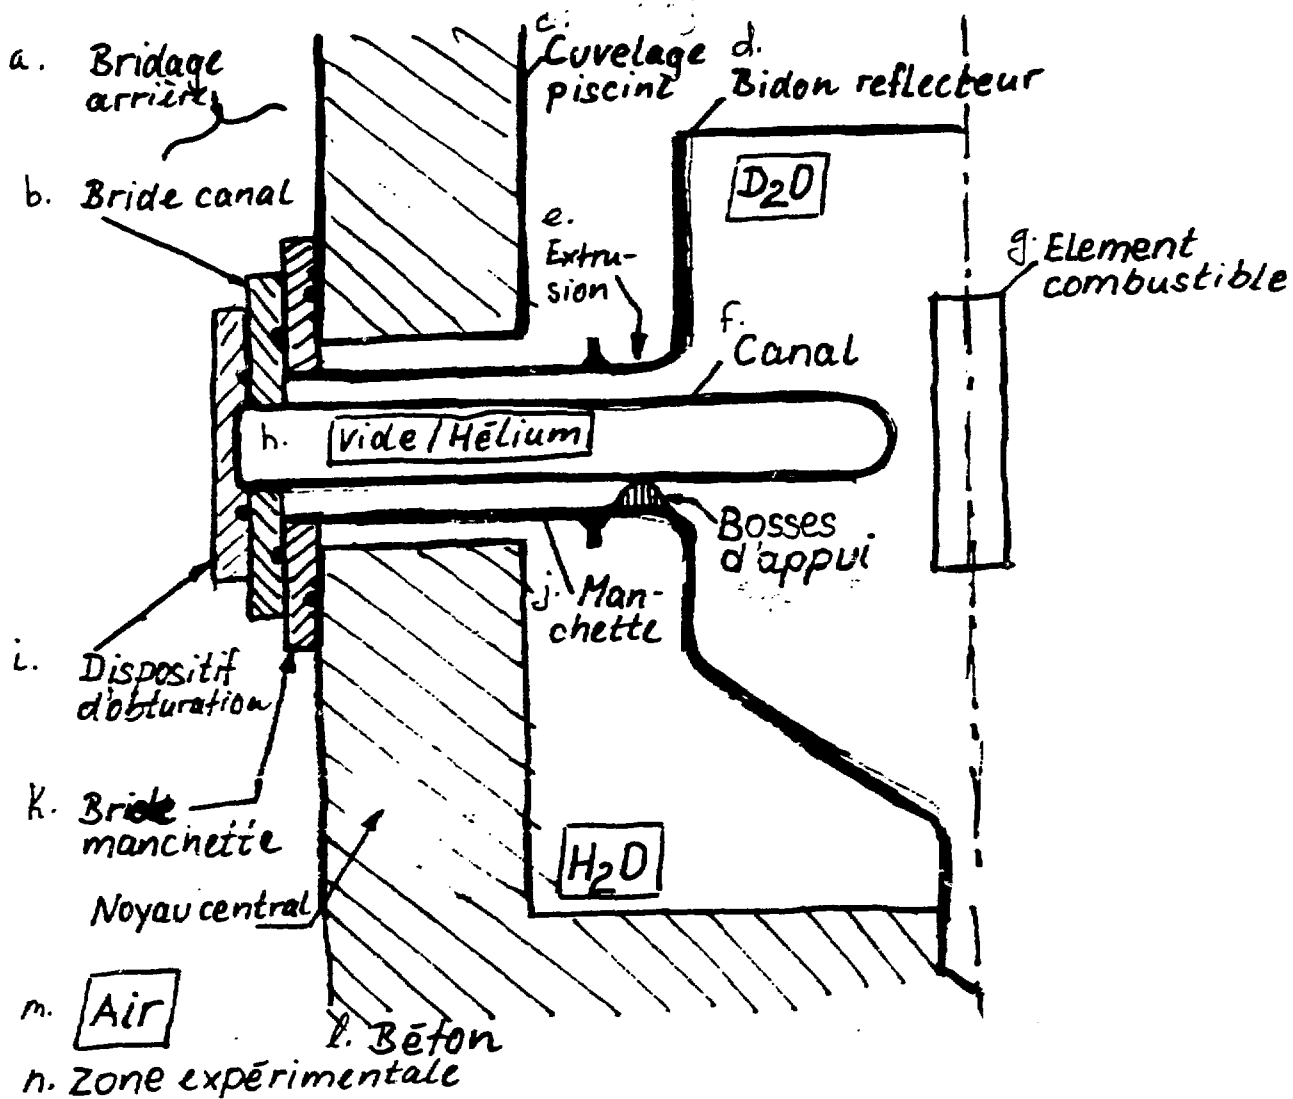 a. Bridage
arrière
c.
Cuvelage
piscint
d.
Bidon reflecteur
b. Bride canal
D2O
e.
Extru-
sion
g. Element
combustible
f.
Canal
h. Vide/Hélium
Bosses
d'appui
j. Man-
chette
i. Dispositif
d'obturation
k. Bride
manchette
H2O
Noyau central
m. Air
l. Béton
n. Zone expérimentale